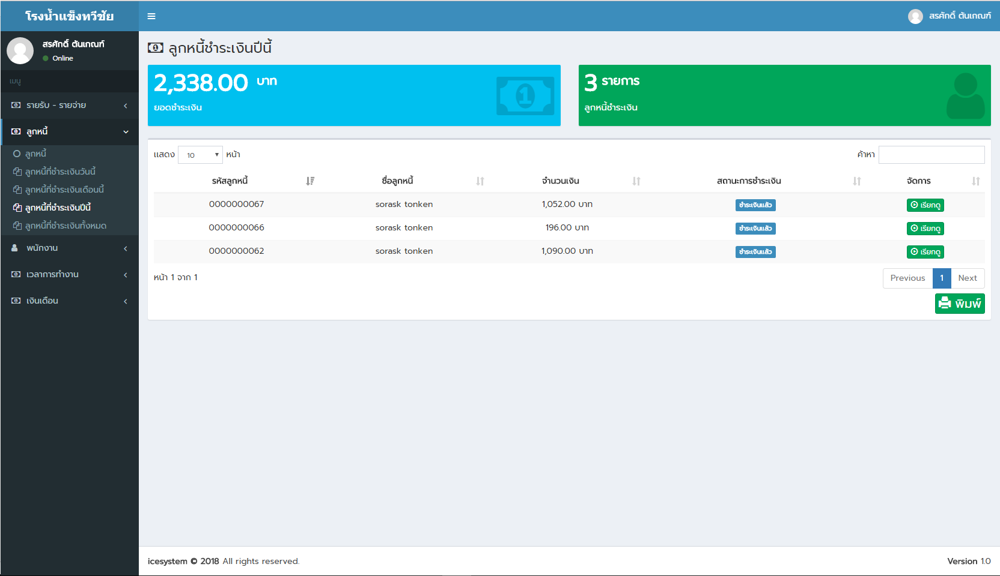 โรงน้ำแข็งทวีชัย
สรศักดิ์ ตันเกณฑ์
สรศักดิ์ ตันเกณฑ์
Online
เมนู
รายรับ - รายจ่าย
ลูกหนี้
ลูกหนี้
ลูกหนี้ที่ชำระเงินวันนี้
ลูกหนี้ที่ชำระเงินเดือนนี้
ลูกหนี้ที่ชำระเงินปีนี้
ลูกหนี้ที่ชำระเงินทั้งหมด
พนักงาน
เวลาการทำงาน
เงินเดือน
ลูกหนี้ชำระเงินปีนี้
2,338.00 บาท
ยอดชำระเงิน
3 รายการ
ลูกหนี้ชำระเงิน
แสดง 10 หน้า
ค้าหา
รหัสลูกหนี้ ชื่อลูกหนี้ จำนวนเงิน สถานะการชำระเงิน จัดการ
0000000067 sorask tonken 1,052.00 บาท ชำระเงินแล้ว เรียกดู
0000000066 sorask tonken 196.00 บาท ชำระเงินแล้ว เรียกดู
0000000062 sorask tonken 1,090.00 บาท ชำระเงินแล้ว เรียกดู
หน้า 1 จาก 1
Previous 1 Next
พิมพ์
icesystem © 2018 All rights reserved.
Version 1.0